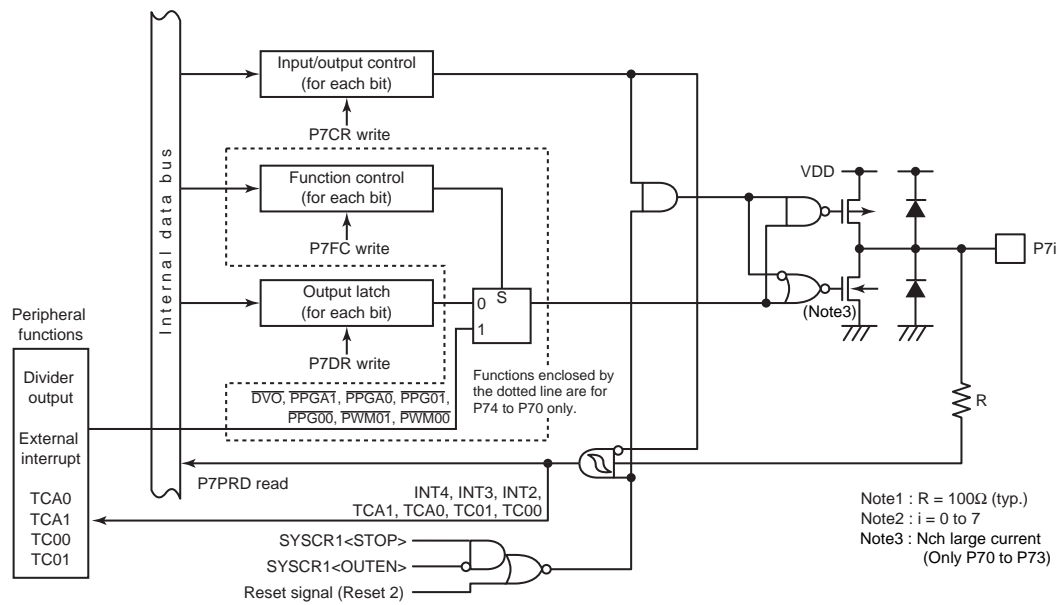 Input/output control
(for each bit)
P7CR write
Internal data bus
Function control
(for each bit)
P7FC write
VDD
P7i
Output latch
(for each bit)
P7DR write
0
S
1
(Note3)
Peripheral
functions
Divider
output
External
interrupt
TCA0
TCA1
TC00
TC01
Functions enclosed by
the dotted line are for
P74 to P70 only.
DVO, PPGA1, PPGA0, PPG01,
PPG00, PWM01, PWM00
R
P7PRD read
INT4, INT3, INT2,
TCA1, TCA0, TC01, TC00
SYSCR1<STOP>
SYSCR1<OUTEN>
Reset signal (Reset 2)
Note1 : R = 100Ω (typ.)
Note2 : i = 0 to 7
Note3 : Nch large current
(Only P70 to P73)